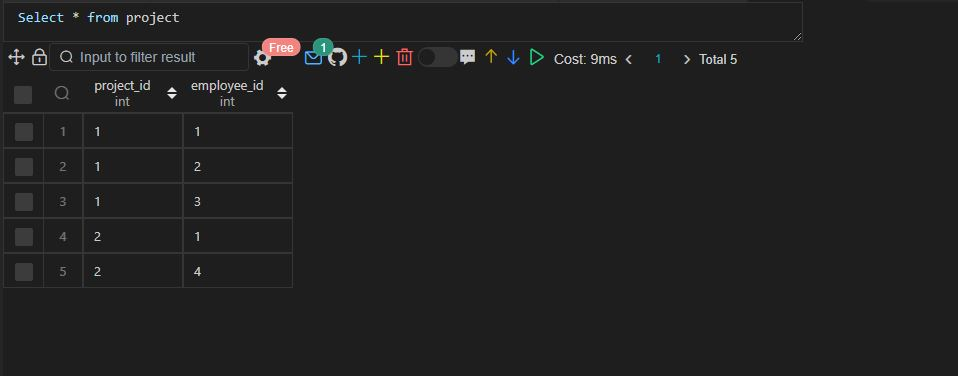 Select * from project
Input to filter result Free 1 Cost: 9ms 1 Total 5
project_id employee_id
int int
1 1 1
2 1 2
3 1 3
4 2 1
5 2 4